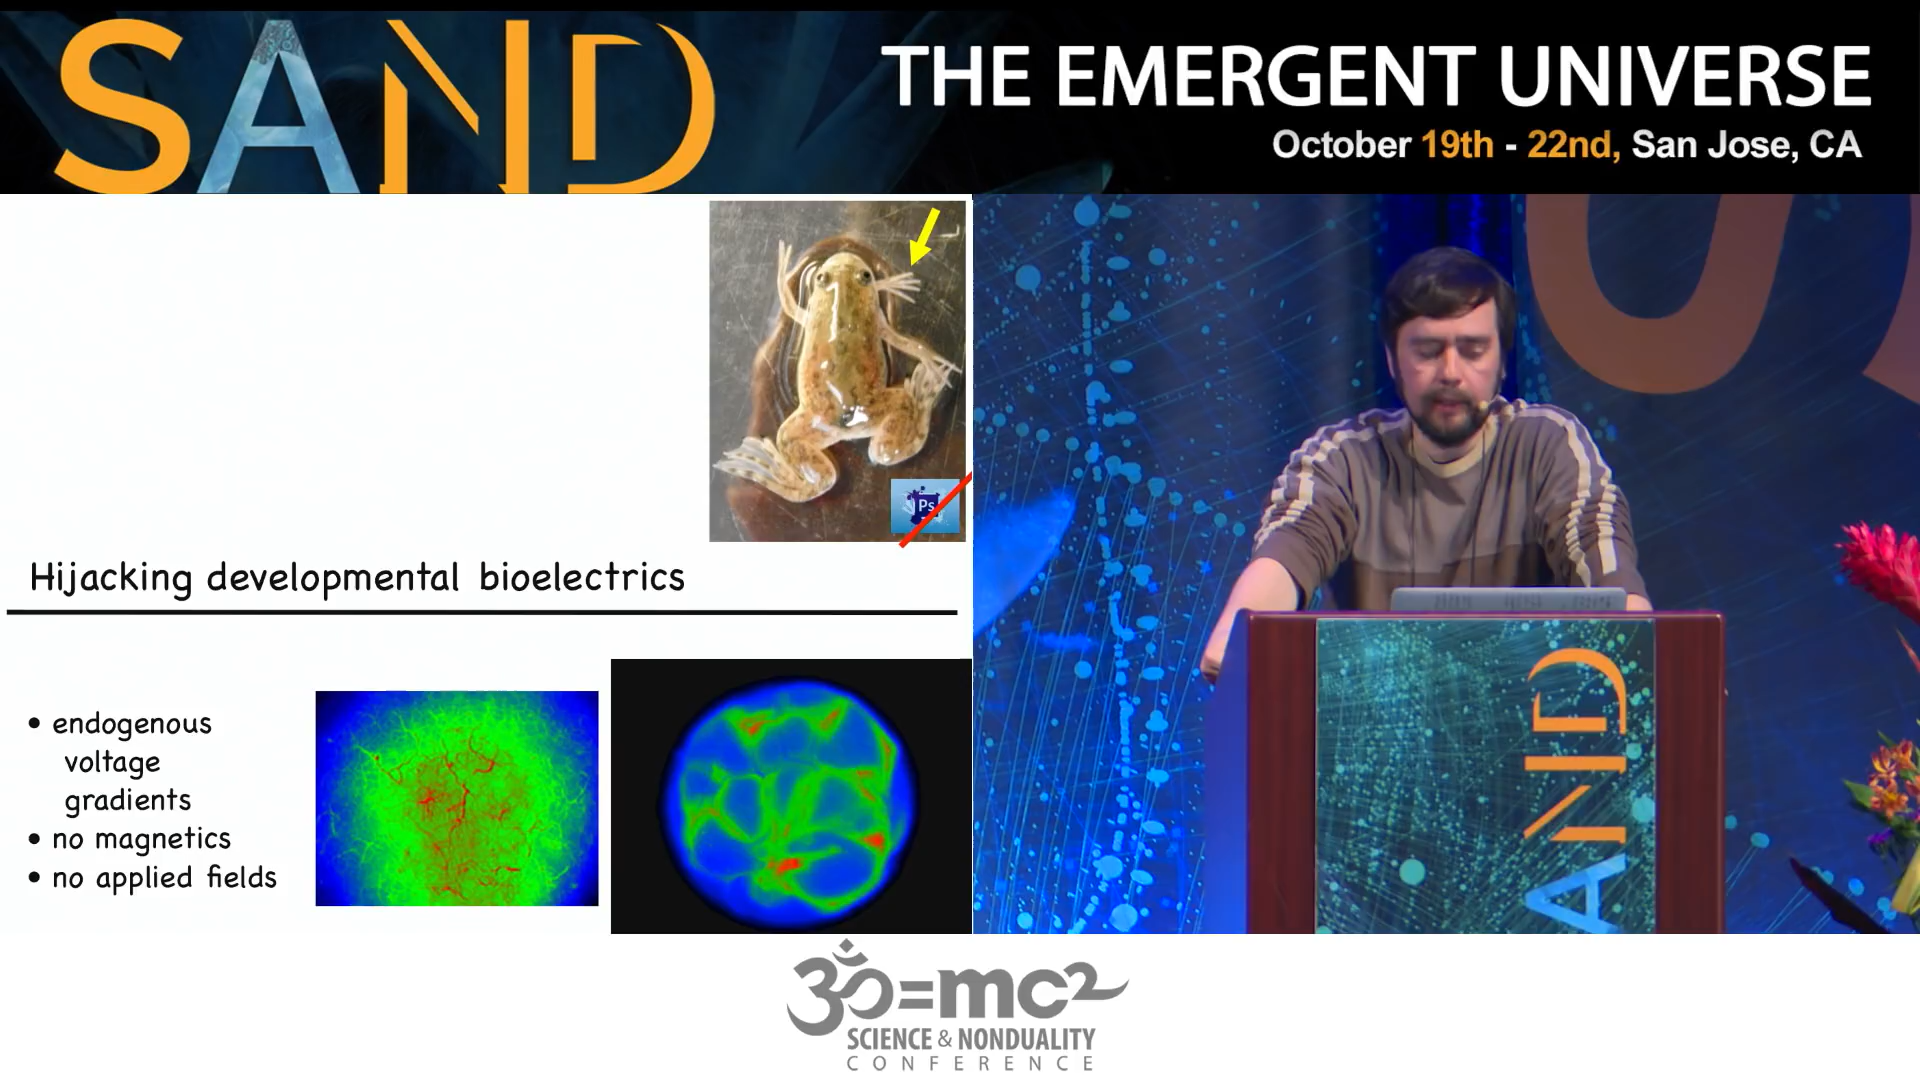 SAND
THE EMERGENT UNIVERSE
October 19th - 22nd, San Jose, CA
Ps
Hijacking developmental bioelectrics
• endogenous
voltage
gradients
• no magnetics
• no applied fields
AND
ॐ=mc2
SCIENCE & NONDUALITY
CONFERENCE